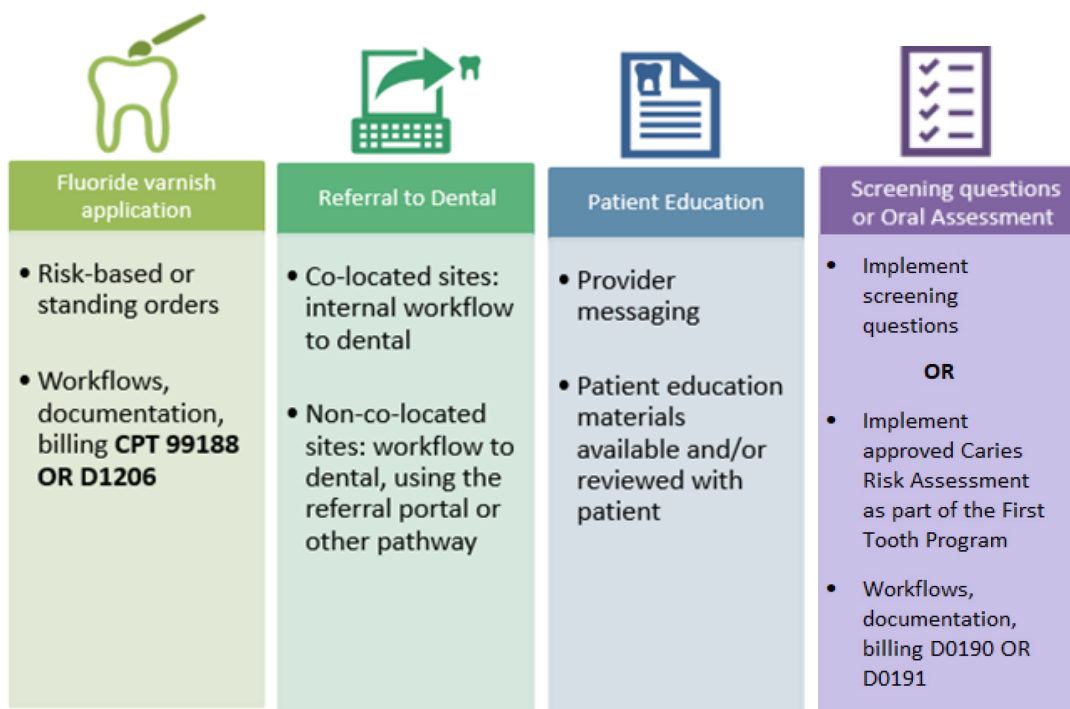 Fluoride varnish
application
• Risk-based or
standing orders
• Workflows,
documentation,
billing CPT 99188
OR D1206
Referral to Dental
• Co-located sites:
internal workflow
to dental
• Non-co-located
sites: workflow to
dental, using the
referral portal or
other pathway
Patient Education
• Provider
messaging
• Patient education
materials
available and/or
reviewed with
patient
Screening questions
or Oral Assessment
• Implement
screening
questions
OR
• Implement
approved Caries
Risk Assessment
as part of the First
Tooth Program
• Workflows,
documentation,
billing D0190 OR
D0191